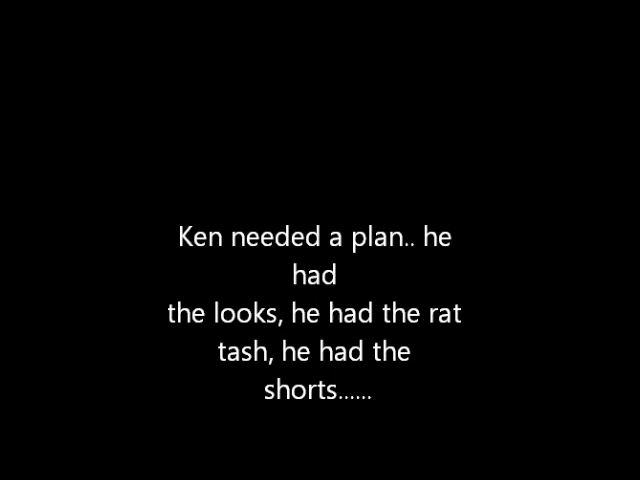 Ken needed a plan.. he
had
the looks, he had the rat
tash, he had the
shorts......